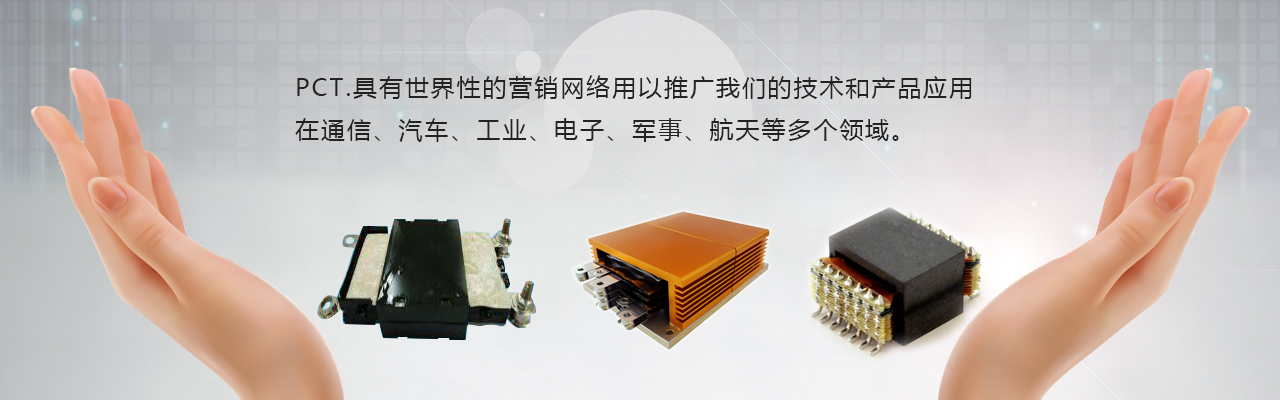 PCT.具有世界性的营销网络用以推广我们的技术和产品应用
在通信、汽车、工业、电子、军事、航天等多个领域。